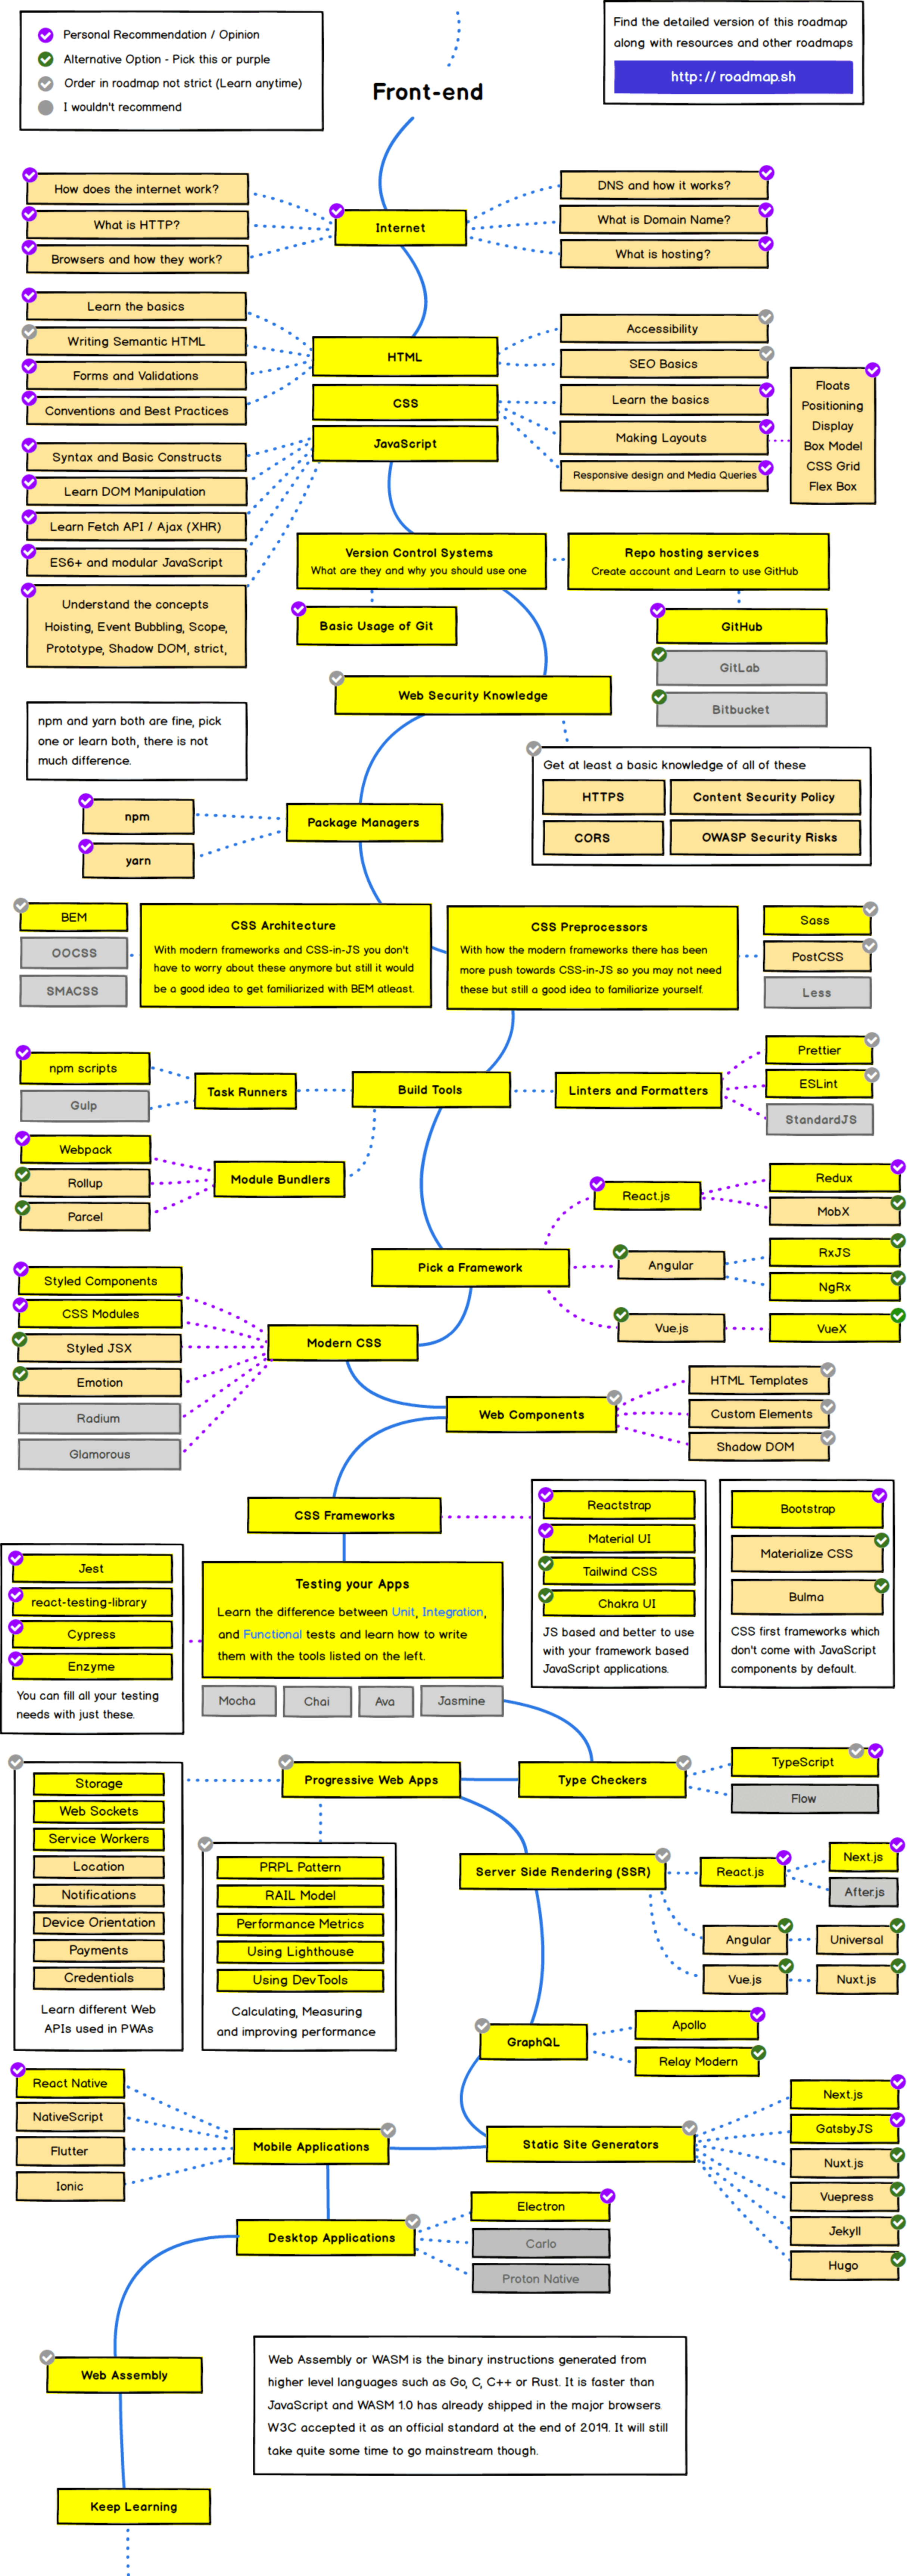 Personal Recommendation / Opinion
Alternative Option - Pick this or purple
Order in roadmap not strict (Learn anytime)
I wouldn't recommend
Find the detailed version of this roadmap
along with resources and other roadmaps
http://roadmap.sh
Front-end
How does the internet work?
What is HTTP?
Browsers and how they work?
Internet
DNS and how it works?
What is Domain Name?
What is hosting?
Learn the basics
Writing Semantic HTML
Forms and Validations
Conventions and Best Practices
HTML
Accessibility
SEO Basics
CSS
Learn the basics
Making Layouts
Responsive design and Media Queries
Floats
Positioning
Display
Box Model
CSS Grid
Flex Box
JavaScript
Syntax and Basic Constructs
Learn DOM Manipulation
Learn Fetch API / Ajax (XHR)
ES6+ and modular JavaScript
Understand the concepts
Hoisting, Event Bubbling, Scope,
Prototype, Shadow DOM, strict,
Version Control Systems
What are they and why you should use one
Basic Usage of Git
Repo hosting services
Create account and Learn to use GitHub
GitHub
GitLab
Bitbucket
Web Security Knowledge
Get at least a basic knowledge of all of these
HTTPS
Content Security Policy
CORS
OWASP Security Risks
npm and yarn both are fine, pick
one or learn both, there is not
much difference.
npm
yarn
Package Managers
BEM
OOCSS
SMACSS
CSS Architecture
With modern frameworks and CSS-in-JS you don't
have to worry about these anymore but still it would
be a good idea to get familiarized with BEM atleast.
CSS Preprocessors
With how the modern frameworks there has been
more push towards CSS-in-JS so you may not need
these but still a good idea to familiarize yourself.
Sass
PostCSS
Less
npm scripts
Gulp
Task Runners
Build Tools
Linters and Formatters
Prettier
ESLint
StandardJS
Webpack
Rollup
Parcel
Module Bundlers
Pick a Framework
React.js
Redux
MobX
Angular
RxJS
NgRx
Vue.js
VueX
Styled Components
CSS Modules
Styled JSX
Emotion
Radium
Glamorous
Modern CSS
Web Components
HTML Templates
Custom Elements
Shadow DOM
CSS Frameworks
Reactstrap
Material UI
Tailwind CSS
Chakra UI
JS based and better to use
with your framework based
JavaScript applications.
Bootstrap
Materialize CSS
Bulma
CSS first frameworks which
don't come with JavaScript
components by default.
Jest
react-testing-library
Cypress
Enzyme
You can fill all your testing
needs with just these.
Testing your Apps
Learn the difference between Unit, Integration,
and Functional tests and learn how to write
them with the tools listed on the left.
Mocha
Chai
Ava
Jasmine
Progressive Web Apps
Type Checkers
TypeScript
Flow
Storage
Web Sockets
Service Workers
Location
Notifications
Device Orientation
Payments
Credentials
Learn different Web
APIs used in PWAs
PRPL Pattern
RAIL Model
Performance Metrics
Using Lighthouse
Using DevTools
Calculating, Measuring
and improving performance
Server Side Rendering (SSR)
React.js
Next.js
After.js
Angular
Universal
Vue.js
Nuxt.js
GraphQL
Apollo
Relay Modern
React Native
NativeScript
Flutter
Ionic
Mobile Applications
Static Site Generators
Next.js
GatsbyJS
Nuxt.js
Vuepress
Jekyll
Hugo
Desktop Applications
Electron
Carlo
Proton Native
Web Assembly
Web Assembly or WASM is the binary instructions generated from
higher level languages such as Go, C, C++ or Rust. It is faster than
JavaScript and WASM 1.0 has already shipped in the major browsers.
W3C accepted it as an official standard at the end of 2019. It will still
take quite some time to go mainstream though.
Keep Learning